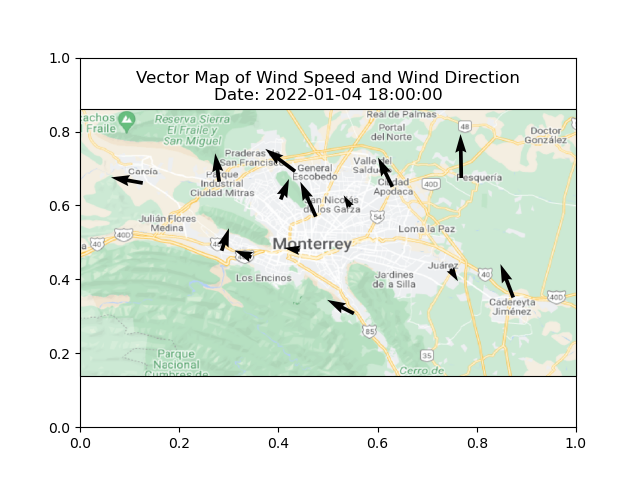 1.0
Vector Map of Wind Speed and Wind Direction
Date: 2022-01-04 18:00:00
0.8
0.6
0.4
0.2
0.0
0.0 0.2 0.4 0.6 0.8 1.0
achos
Fraile
Reserva Sierra
El Fraile y
San Miguel
Real de Palmas
Portal
del Norte
48
Doctor
González
García
Praderas
San Francisco
Parque
Industrial
Ciudad Mitras
General
Escobedo
Valle del
Ciudad
Apodaca
40D
Pesquería
Julián Flores
Medina
de los Garza
54
Loma la Paz
40D
40
Monterrey
Los Encinos
Jardines
de la Silla
Juárez
40
40D
Cadereyta
Jiménez
85
35
Parque
Nacional
Cumbres de
Cerro de